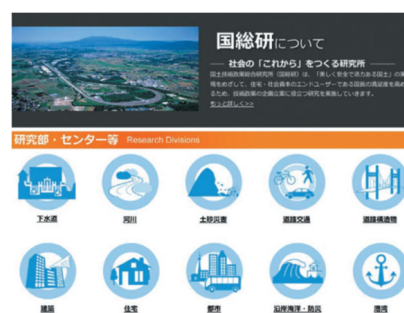 国総研について
社会の「これから」をつくる研究所
国土技術政策総合研究所（国総研）は、「美しく安全で活力ある国土」の実
現をめざして、住宅・社会資本のエンドユーザーである国民の満足度を高め
るため、技術政策の企画立案に役立つ研究を実施していきます。
もっと詳しく>>
研究部・センター等 Research Divisions
下水道 河川 土砂災害 道路交通 道路構造物
建築 住宅 都市 沿岸海洋・防災 港湾